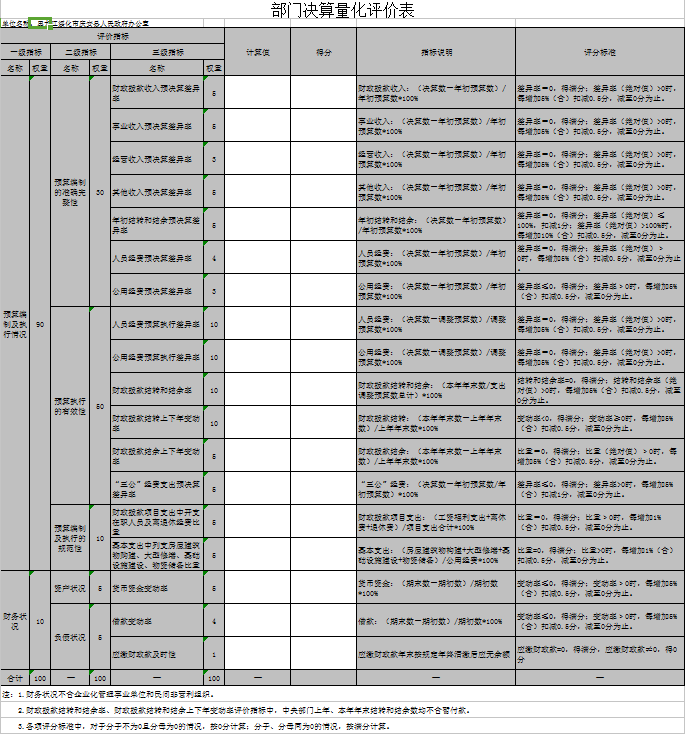 部门决算量化评价表
单位名称 江绥化市庆安县人民政府办公室
评价指标 计算值 得分 指标说明 评分标准
一级指标 二级指标 三级指标
名称 权重 名称 权重 名称 权重
预算编
制及执
行情况
90
预算编制
的准确完
整性
30
财政拨款收入预决算差异
率
5
财政拨款收入：（决算数－年初预算数）/
年初预算数*100%
差异率＝0，得满分；差异率（绝对值）>0时，
每增加5%（含）扣减0.5分，减至0分为止。
事业收入预决算差异率
5
事业收入：（决算数－年初预算数）/年初
预算数*100%
差异率＝0，得满分；差异率（绝对值）>0时，
每增加5%（含）扣减0.5分，减至0分为止。
经营收入预决算差异率
3
经营收入：（决算数－年初预算数）/年初
预算数*100%
差异率＝0，得满分；差异率（绝对值）>0时，
每增加5%（含）扣减0.5分，减至0分为止。
其他收入预决算差异率
5
其他收入：（决算数－年初预算数）/年初
预算数*100%
差异率＝0，得满分；差异率（绝对值）>0时，
每增加5%（含）扣减0.5分，减至0分为止。
年初结转和结余预决算差
异率
5
年初结转和结余：（决算数－年初预算数）
/年初预算数*100%
差异率＝0，得满分；差异率（绝对值）≤
100%，扣减1分；差异率（绝对值）>100%时，
每增加10%（含）扣减0.5分，减至0分为止。
人员经费预决算差异率
4
人员经费：（决算数－年初预算数）/年初
预算数*100%
差异率＝0，得满分；差异率（绝对值）＞
0时，每增加5%（含）扣减0.5分，减至0分为止
。
公用经费预决算差异率
3
公用经费：（决算数－年初预算数）/年初
预算数*100%
差异率≤0，得满分；差异率＞0时，每增加5%
（含）扣减0.5分，减至0分为止。
预算执行
的有效性
50
人员经费预算执行差异率
10
人员经费：（决算数－调整预算数）/调整
预算数*100%
差异率＝0，得满分；差异率（绝对值）>0时，
每增加5%（含）扣减0.5分，减至0分为止。
公用经费预算执行差异率
10
公用经费：（决算数－调整预算数）/调整
预算数*100%
差异率＝0，得满分；差异率（绝对值）>0时，
每增加5%（含）扣减0.5分，减至0分为止。
财政拨款结转和结余率
10
财政拨款结转和结余：（本年年末数/支出
调整预算数总计）*100%
结转和结余率=0，得满分；结转和结余率（绝
对值）>0时，每增加5%（含）扣减0.5分，减至
0分为止。
财政拨款结转上下年变动
率
10
财政拨款结转：（本年年末数－上年年末
数）/上年年末数*100%
变动率<0，得满分；变动率≥0时，每增加5%
（含）扣减0.5分，减至0分为止。
财政拨款结余上下年变动
率
5
财政拨款结余：（本年年末数－上年年末
数）/上年年末数*100%
比重＝0，得满分；比重（绝对值）＞0时，每
增加5%（含）扣减0.5分，减至0分为止。
“三公”经费支出预决算
差异率
5
“三公”经费：（决算数－年初预算数/年
初预算数）*100%
差异率≤0，得满分；差异率>0时，每增加5%
（含）扣减1分，减至0分为止。
预算编制
及执行的
规范性
10
财政拨款项目支出中开支
在职人员及离退休经费比
重
5
财政拨款项目支出：（工资福利支出+离休
费+退休费）/项目支出合计*100%
比重＝0，得满分；比重＞0时，每增加1%
（含）扣减0.5分，减至0分为止。
基本支出中列支房屋建筑
物购建、大型修缮、基础
设施建设、物资储备比重
5
基本支出：（房屋建筑物购建+大型修缮+基
础设施建设+物资储备）/公用经费*100%
比重=0，得满分；比重>0时，每增加1%（含）
扣减0.5分，减至0分为止。
财务状
况
10
资产状况
5
货币资金变动率
5
货币资金：（期末数－期初数）/期初数
*100%
变动率≤0，得满分；变动率＞0时，每增加5%
（含）扣减0.5分，减至0分为止。
负债状况
5
借款变动率
4
借款：（期末数－期初数）/期初数*100%
变动率≤0，得满分；变动率＞0时，每增加5%
（含）扣减0.5分，减至0分为止。
应缴财政款及时性
1
应缴财政款年末按规定年终清缴后应无余额
应缴财政款=0，得满分，应缴财政款≠0，得0
分
合计 100 — 100 — 100 — — — —
注：1.财务状况不含企业化管理事业单位和民间非营利组织。
2.财政拨款结转和结余率、财政拨款结转和结余上下年变动率评价指标中，中央部门上年、本年年末结转和结余数均不含暂付款。
3.各项评分标准中，对于分子不为0且分母为0的情况，按0分计算；分子、分母同为0的情况，按满分计算。